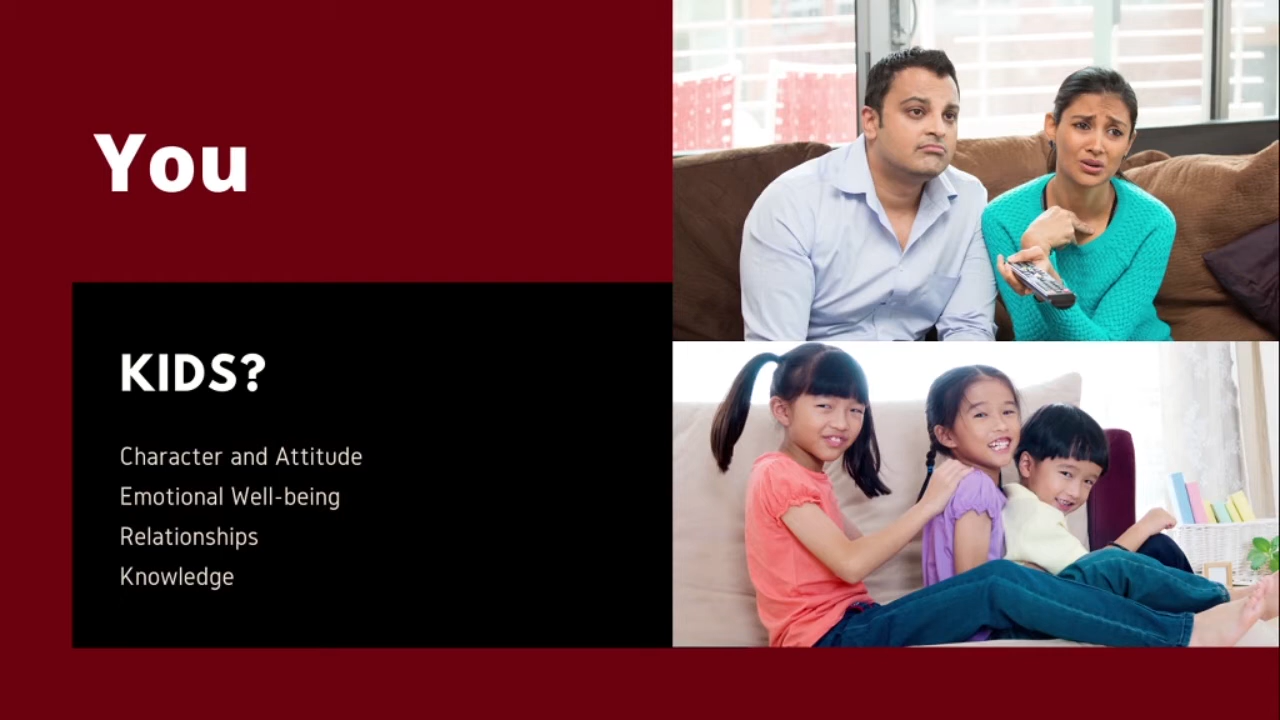 You
KIDS?
Character and Attitude
Emotional Well-being
Relationships
Knowledge